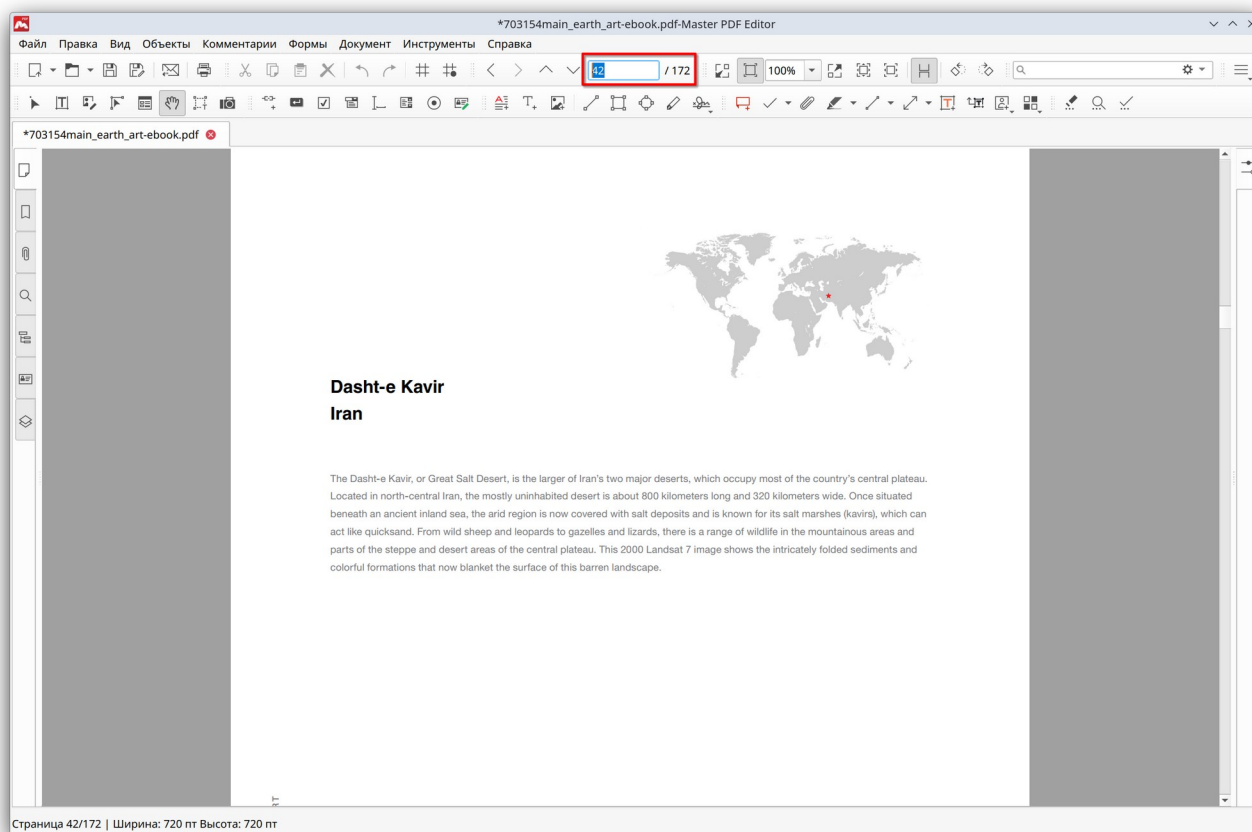 *703154main_earth_art-ebook.pdf-Master PDF Editor
Файл Правка Вид Объекты Комментарии Формы Документ Инструменты Справка
42 / 172 100%
*703154main_earth_art-ebook.pdf
Dasht-e Kavir
Iran
The Dasht-e Kavir, or Great Salt Desert, is the larger of Iran's two major deserts, which occupy most of the country's central plateau.
Located in north-central Iran, the mostly uninhabited desert is about 800 kilometers long and 320 kilometers wide. Once situated
beneath an ancient inland sea, the arid region is now covered with salt deposits and is known for its salt marshes (kavirs), which can
act like quicksand. From wild sheep and leopards to gazelles and lizards, there is a range of wildlife in the mountainous areas and
parts of the steppe and desert areas of the central plateau. This 2000 Landsat 7 image shows the intricately folded sediments and
colorful formations that now blanket the surface of this barren landscape.
Страница 42/172 | Ширина: 720 пт Высота: 720 пт